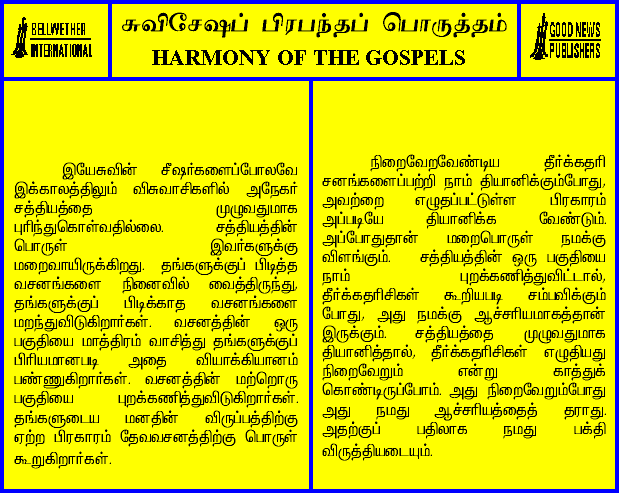 BELLWETHER
INTERNATIONAL
சுவிசேஷப் பிரபந்தப் பொருத்தம்
HARMONY OF THE GOSPELS
GOOD NEWS
PUBLISHERS
இயேசுவின் சீஷர்களைப்போலவே
இக்காலத்திலும் விசுவாசிகளில் அநேகர்
சத்தியத்தை முழுவதுமாக
புரிந்துகொள்வதில்லை. சத்தியத்தின்
பொருள் இவர்களுக்கு
மறைவாயிருக்கிறது. தங்களுக்குப் பிடித்த
வசனங்களை நினைவில் வைத்திருந்து,
தங்களுக்குப் பிடிக்காத வசனங்களை
மறந்துவிடுகிறார்கள். வசனத்தின் ஒரு
பகுதியை மாத்திரம் வாசித்து தங்களுக்குப்
பிரியமானபடி அதை வியாக்கியானம்
பண்ணுகிறார்கள். வசனத்தின் மற்றொரு
பகுதியை புறக்கணித்துவிடுகிறார்கள்.
தங்களுடைய மனதின் விருப்பத்திற்கு
ஏற்ற பிரகாரம் தேவவசனத்திற்கு பொருள்
கூறுகிறார்கள்.
நிறைவேறவேண்டிய தீர்க்கதரி
சனங்களைப்பற்றி நாம் தியானிக்கும்போது,
அவற்றை எழுதப்பட்டுள்ள பிரகாரம்
அப்படியே தியானிக்க வேண்டும்.
அப்போதுதான் மறைபொருள் நமக்கு
விளங்கும். சத்தியத்தின் ஒரு பகுதியை
நாம் புறக்கணித்துவிட்டால்,
தீர்க்கதரிசிகள் கூறியபடி சம்பவிக்கும்
போது, அது நமக்கு ஆச்சரியமாகத்தான்
இருக்கும். சத்தியத்தை முழுவதுமாக
தியானித்தால், தீர்க்கதரிசிகள் எழுதியது
நிறைவேறும் என்று காத்துக்
கொண்டிருப்போம். அது நிறைவேறும்போது
அது நமது ஆச்சரியத்தைத் தராது.
அதற்குப் பதிலாக நமது பக்தி
விருத்தியடையும்.